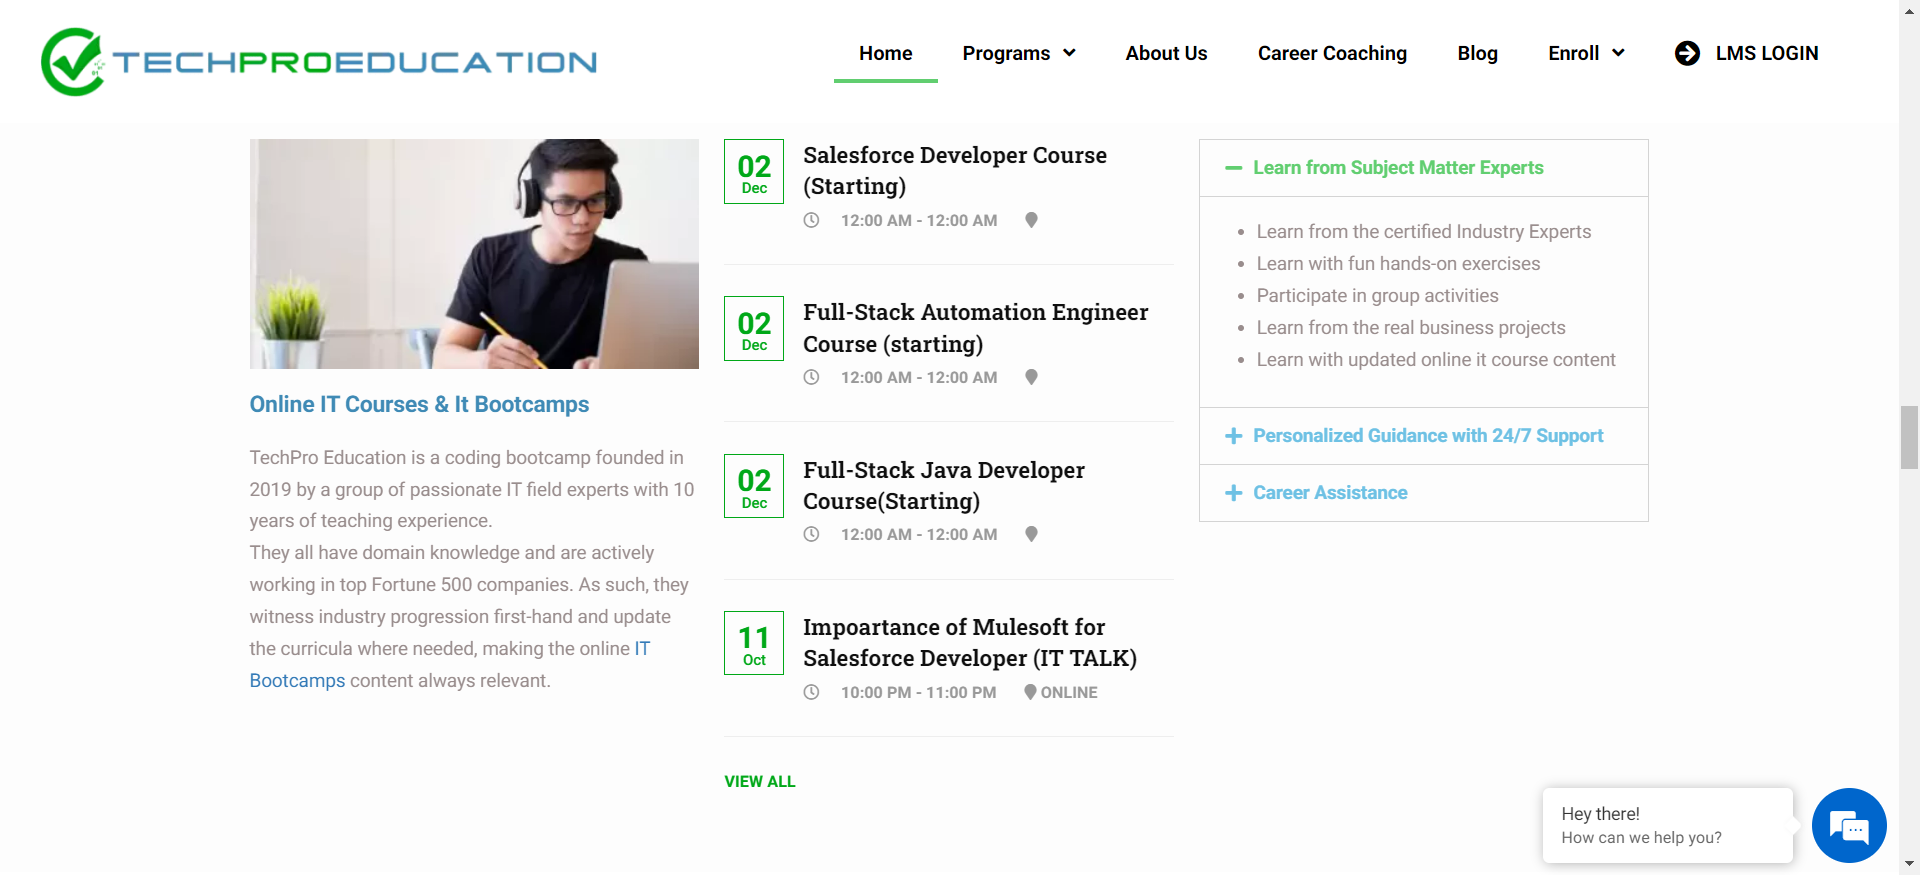 TECHPROEDUCATION
Home
Programs
About Us
Career Coaching
Blog
Enroll
LMS LOGIN
Online IT Courses & It Bootcamps
TechPro Education is a coding bootcamp founded in
2019 by a group of passionate IT field experts with 10
years of teaching experience.
They all have domain knowledge and are actively
working in top Fortune 500 companies. As such, they
witness industry progression first-hand and update
the curricula where needed, making the online IT
Bootcamps content always relevant.
02
Dec
Salesforce Developer Course
(Starting)
12:00 AM - 12:00 AM
02
Dec
Full-Stack Automation Engineer
Course (starting)
12:00 AM - 12:00 AM
02
Dec
Full-Stack Java Developer
Course(Starting)
12:00 AM - 12:00 AM
11
Oct
Impoartance of Mulesoft for
Salesforce Developer (IT TALK)
10:00 PM - 11:00 PM ONLINE
VIEW ALL
Learn from Subject Matter Experts
• Learn from the certified Industry Experts
• Learn with fun hands-on exercises
• Participate in group activities
• Learn from the real business projects
• Learn with updated online it course content
Personalized Guidance with 24/7 Support
Career Assistance
Hey there!
How can we help you?